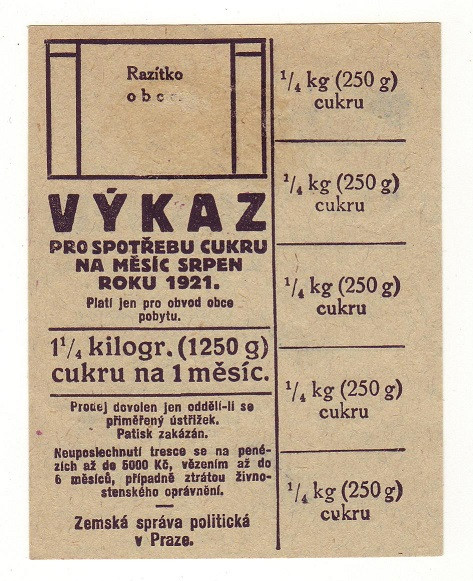 Razítko
obce
VÝKAZ
PRO SPOTŘEBU CUKRU
NA MĚSÍC SRPEN
ROKU 1921.
Platí jen pro obvod obce
pobytu.
1 1/4 kilogr. (1250 g)
cukru na 1 měsíc.
Prodej dovolen jen oddělí-li se
přiměřený ústřižek.
Patisk zakázán.
Neuposlechnutí tresce se na pené-
zích až do 5000 Kč, vězením až do
6 měsíců, případně ztrátou živno-
stenského oprávnění.
Zemská správa politická
v Praze.
1/4 kg (250 g)
cukru
1/4 kg (250 g)
cukru
1/4 kg (250 g)
cukru
1/4 kg (250 g)
cukru
1/4 kg (250 g)
cukru